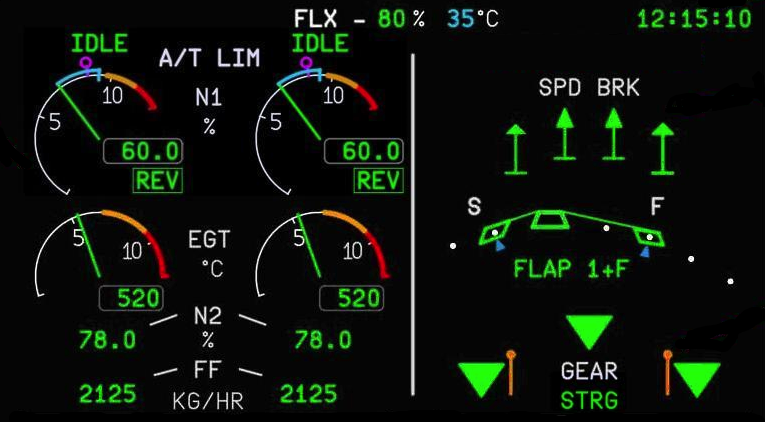 FLX - 80 % 35°C 12:15:10
IDLE IDLE
A/T LIM
10 10
N1
%
5 5
60.0 60.0
REV REV
SPD BRK
S F
FLAP 1+F
5 5
10 10
EGT
°C
520 520
N2
%
78.0 78.0
FF
KG/HR
2125 2125
GEAR
STRG